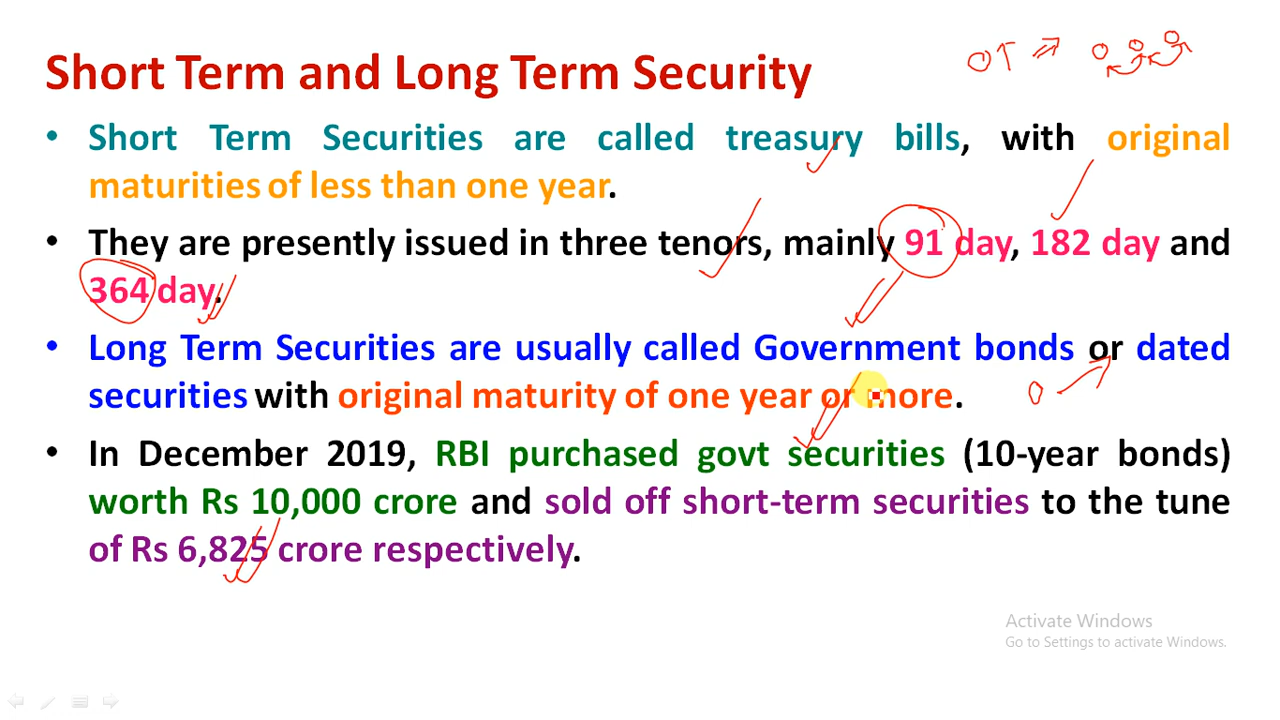 Short Term and Long Term Security
• Short Term Securities are called treasury bills, with original
maturities of less than one year.
• They are presently issued in three tenors, mainly 91 day, 182 day and
364 day.
• Long Term Securities are usually called Government bonds or dated
securities with original maturity of one year or more.
• In December 2019, RBI purchased govt securities (10-year bonds)
worth Rs 10,000 crore and sold off short-term securities to the tune
of Rs 6,825 crore respectively.
Activate Windows
Go to Settings to activate Windows.